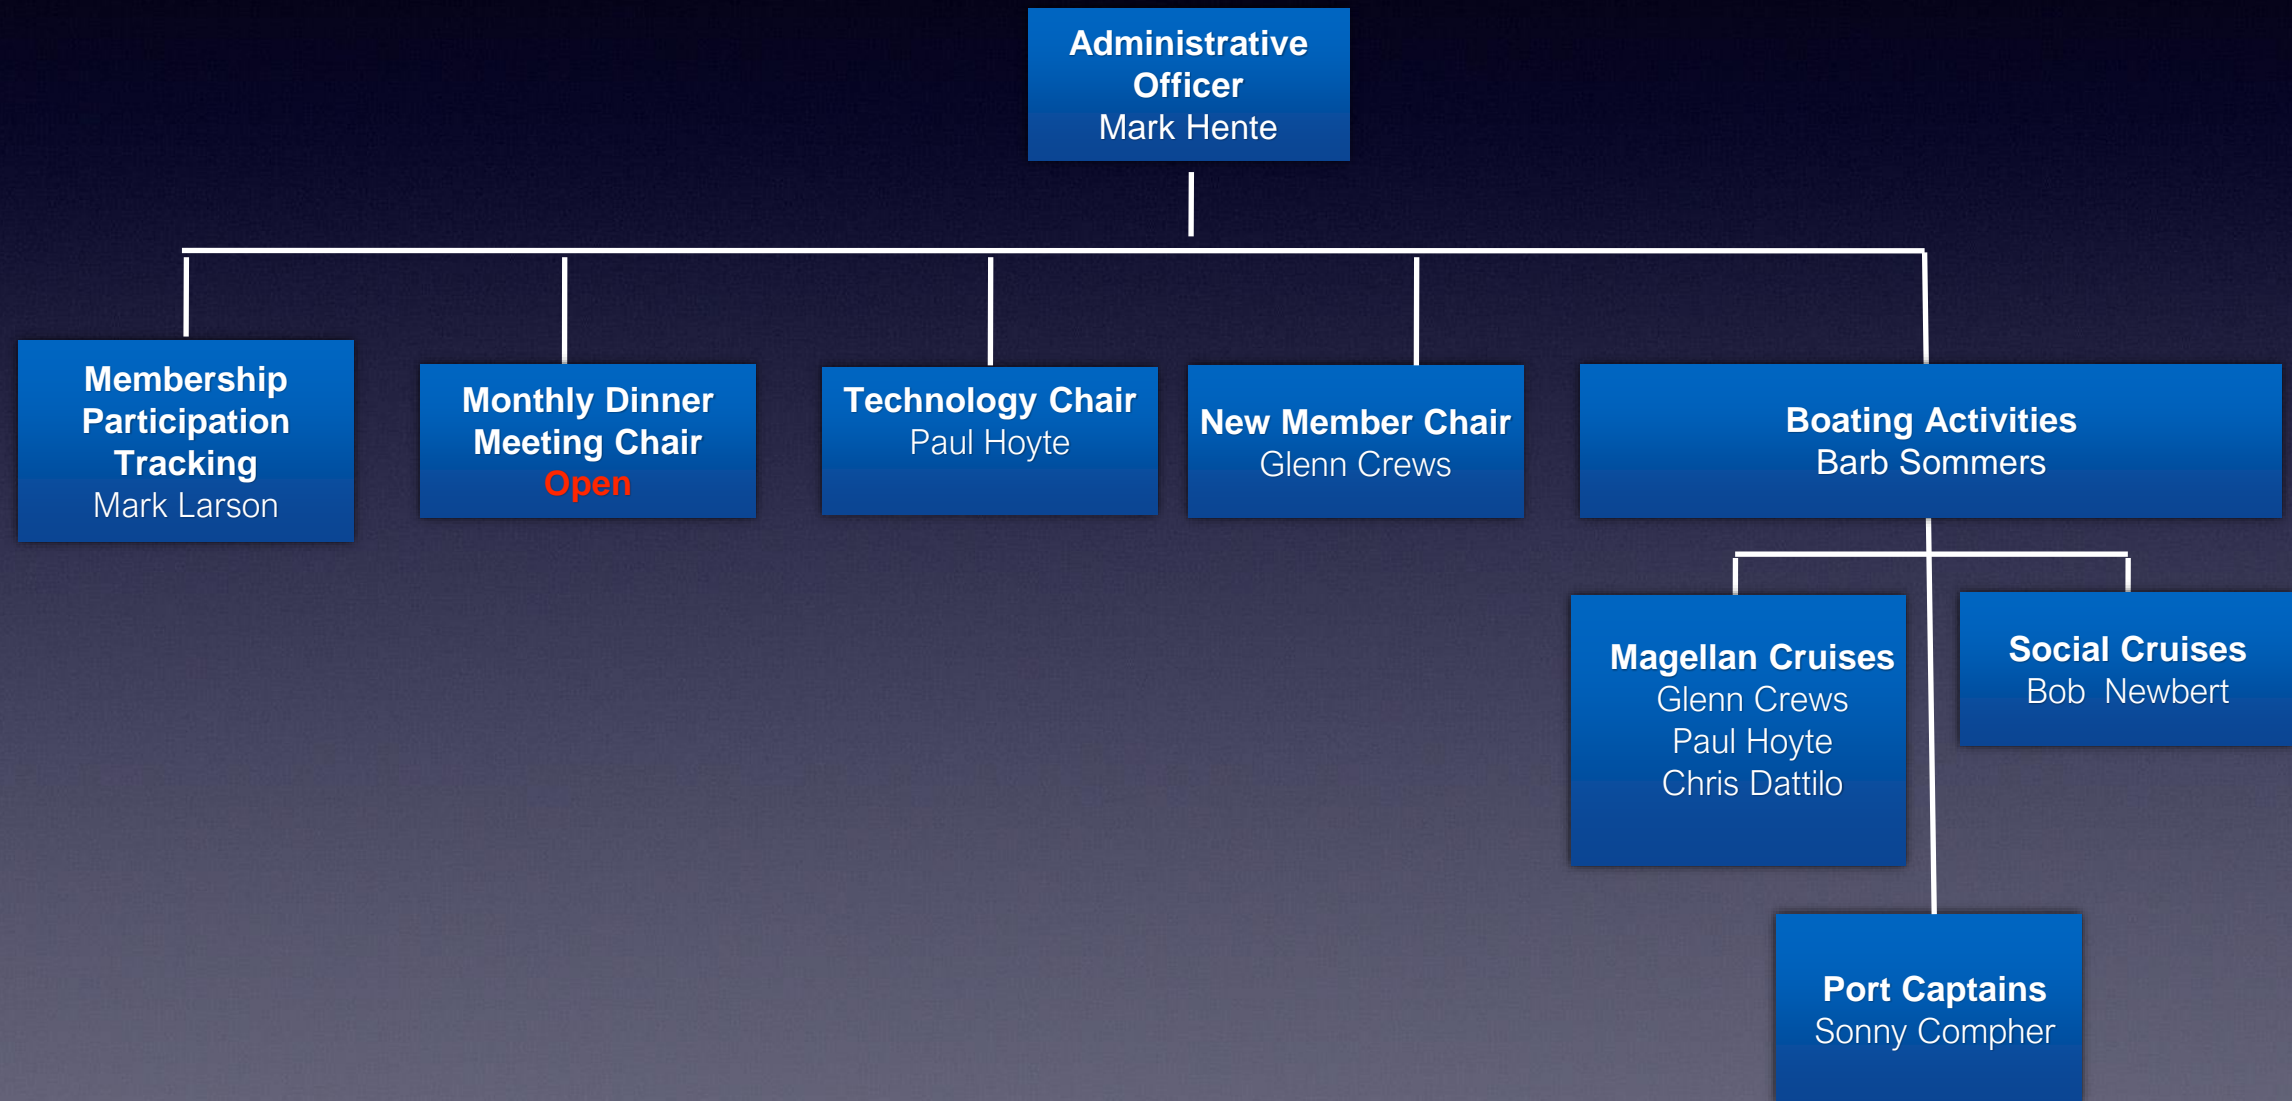 Administrative
Officer
Mark Hente
Membership
Participation
Tracking
Mark Larson
Monthly Dinner
Meeting Chair
Open
Technology Chair
Paul Hoyte
New Member Chair
Glenn Crews
Boating Activities
Barb Sommers
Magellan Cruises
Glenn Crews
Paul Hoyte
Chris Dattilo
Social Cruises
Bob  Newbert
Port Captains
Sonny Compher